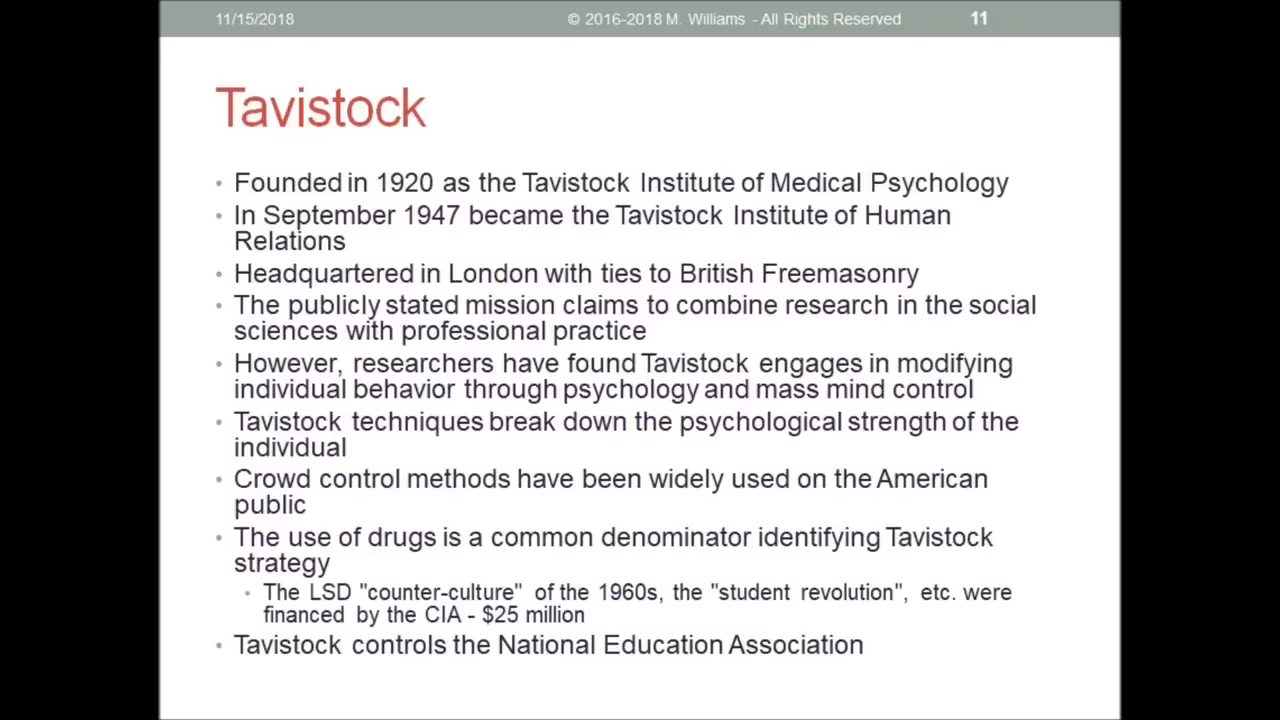 11/15/2018 © 2016-2018 M. Williams - All Rights Reserved 11
Tavistock
• Founded in 1920 as the Tavistock Institute of Medical Psychology
• In September 1947 became the Tavistock Institute of Human
Relations
• Headquartered in London with ties to British Freemasonry
• The publicly stated mission claims to combine research in the social
sciences with professional practice
• However, researchers have found Tavistock engages in modifying
individual behavior through psychology and mass mind control
• Tavistock techniques break down the psychological strength of the
individual
• Crowd control methods have been widely used on the American
public
• The use of drugs is a common denominator identifying Tavistock
strategy
• The LSD "counter-culture" of the 1960s, the "student revolution", etc. were
financed by the CIA - $25 million
• Tavistock controls the National Education Association